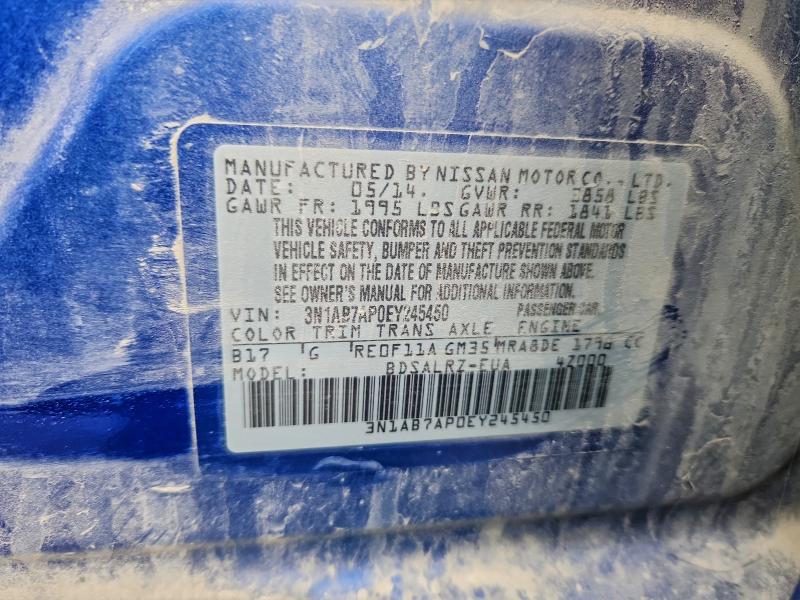 MANUFACTURED BY NISSAN MOTOR CO., LTD.
DATE: 05/14. GVWR: 3858 LBS
GAWR FR: 1995 LBS GAWR RR: 1841 LBS
THIS VEHICLE CONFORMS TO ALL APPLICABLE FEDERAL MOTOR
VEHICLE SAFETY, BUMPER AND THEFT PREVENTION STANDARDS
IN EFFECT ON THE DATE OF MANUFACTURE SHOWN ABOVE.
SEE OWNER'S MANUAL FOR ADDITIONAL INFORMATION.
VIN: 3N1AB7AP0EY245450 PASSENGER CAR
COLOR TRIM TRANS AXLE ENGINE
B17 G RE0F11A GM35 MRA8DE 1798 CC
MODEL: BDSALRZ-EUA 4Z000
3N1AB7AP0EY245450